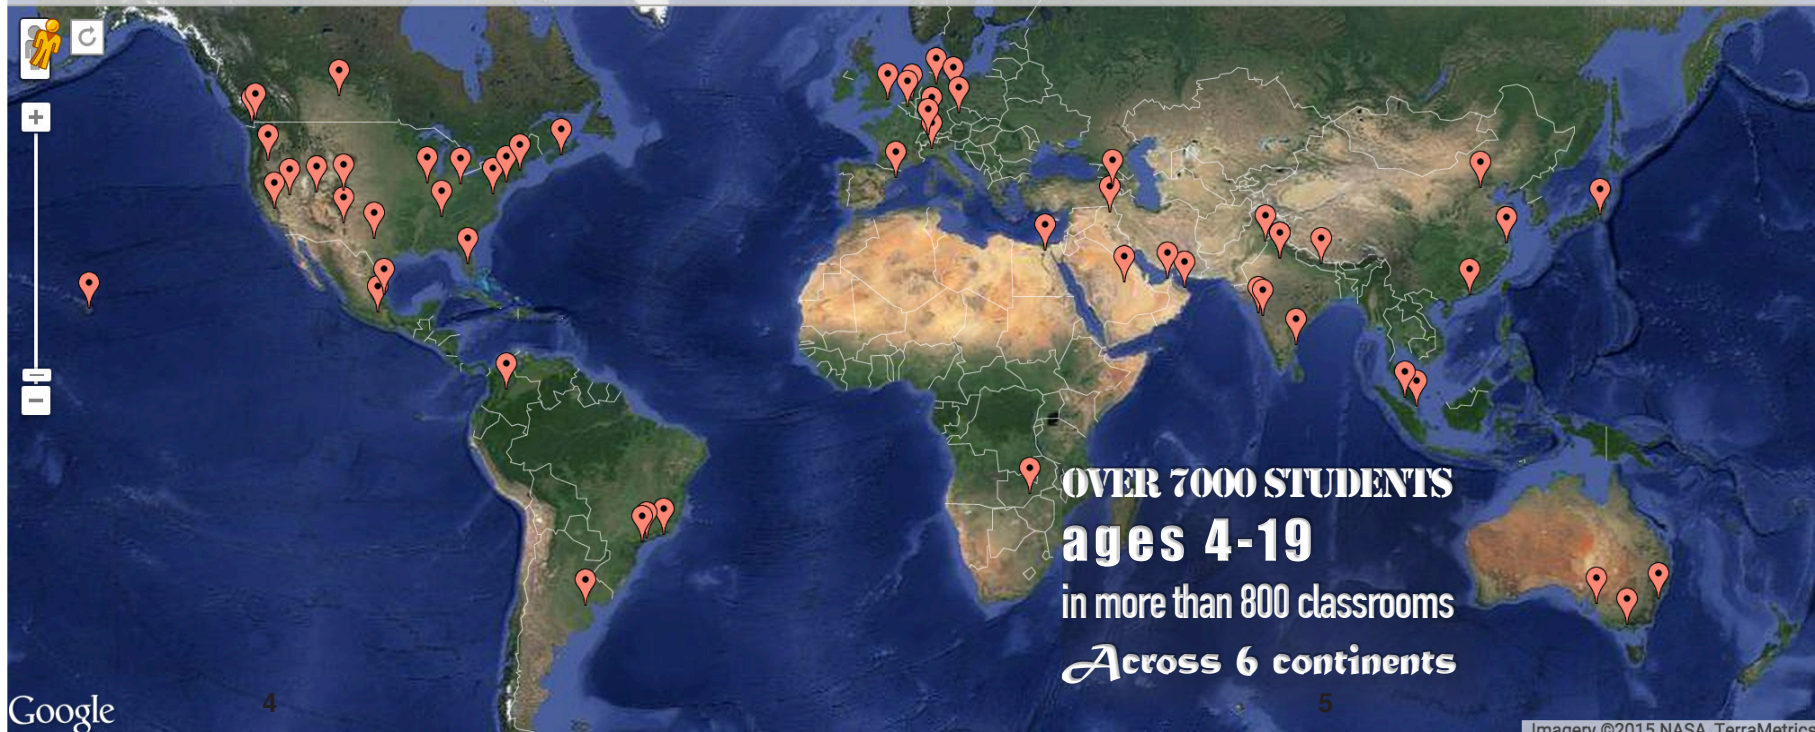 OVER 7000 STUDENTS
ages 4-19
in more than 800 classrooms
Across 6 continents
4
5
Google
Imagery ©2015 NASA, TerraMetrics